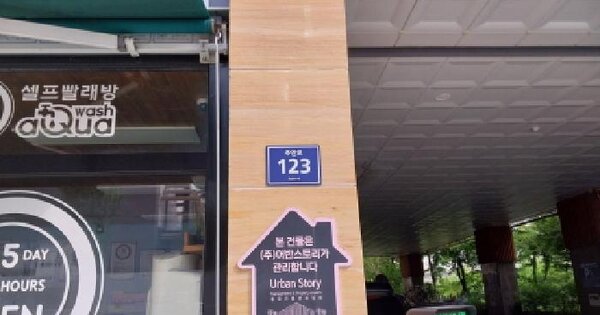 셀프빨래방
aQua
wash
5 DAY
HOURS
EN
123
본 건물은
(주)어반스토리가
관리합니다
Urban Story